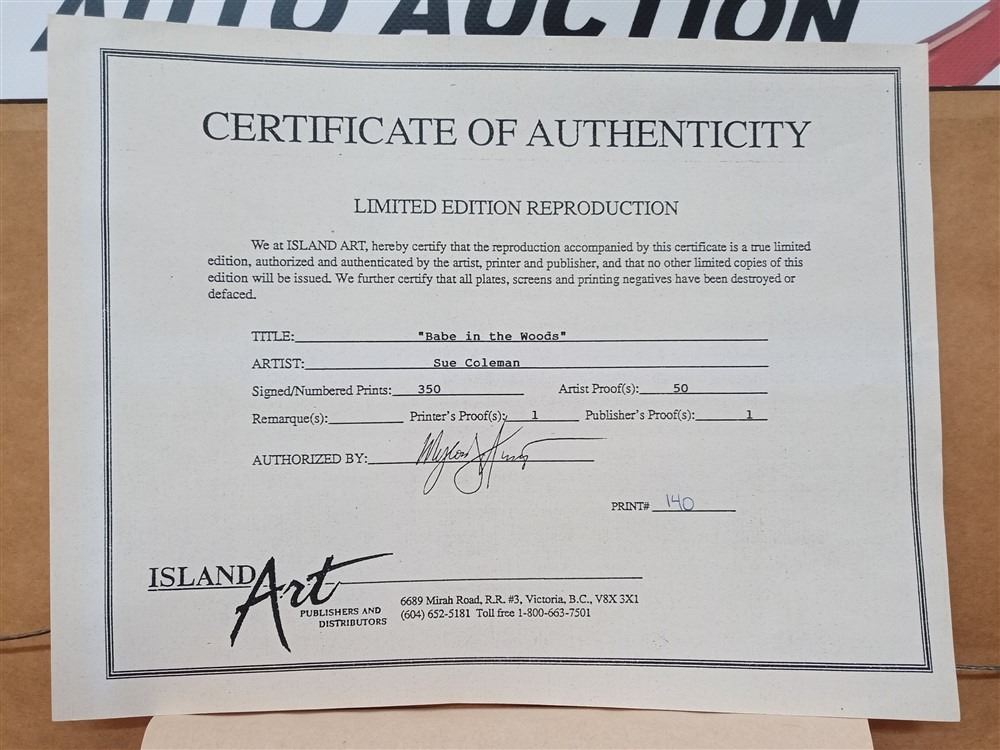 AUTO AUCTION
CERTIFICATE OF AUTHENTICITY
LIMITED EDITION REPRODUCTION
We at ISLAND ART, hereby certify that the reproduction accompanied by this certificate is a true limited
edition, authorized and authenticated by the artist, printer and publisher, and that no other limited copies of this
edition will be issued. We further certify that all plates, screens and printing negatives have been destroyed or
defaced.
TITLE: "Babe in the Woods"
ARTIST: Sue Coleman
Signed/Numbered Prints: 350 Artist Proof(s): 50
Remarque(s): Printer's Proof(s): 1 Publisher's Proof(s): 1
AUTHORIZED BY:
PRINT# 140
ISLAND Art
PUBLISHERS AND
DISTRIBUTORS
6689 Mirah Road, R.R. #3, Victoria, B.C., V8X 3X1
(604) 652-5181 Toll free 1-800-663-7501